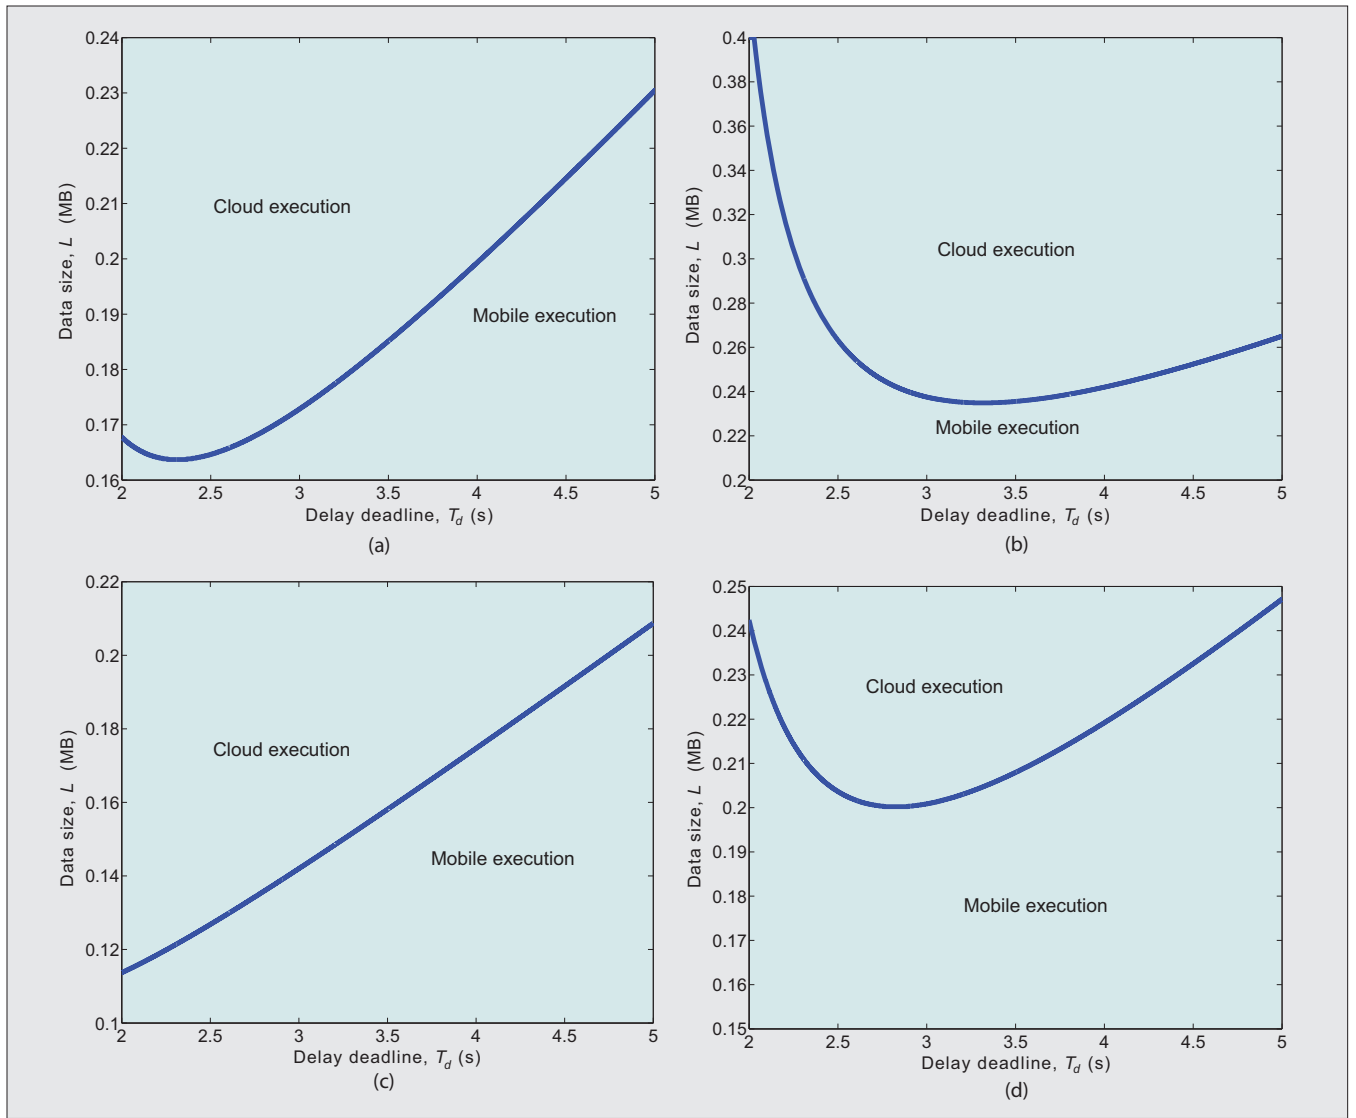 0.24
0.23
0.22
0.21
0.2
0.19
0.18
0.17
0.16
Data size, L (MB)
Cloud execution
Mobile execution
2 2.5 3 3.5 4 4.5 5
Delay deadline, Td (s)
(a)
0.4
0.38
0.36
0.34
0.32
0.3
0.28
0.26
0.24
0.22
0.2
Data size, L (MB)
Cloud execution
Mobile execution
2 2.5 3 3.5 4 4.5 5
Delay deadline, Td (s)
(b)
0.22
0.2
0.18
0.16
0.14
0.12
0.1
Data size, L (MB)
Cloud execution
Mobile execution
2 2.5 3 3.5 4 4.5 5
Delay deadline, Td (s)
(c)
0.25
0.24
0.23
0.22
0.21
0.2
0.19
0.18
0.17
0.16
0.15
Data size, L (MB)
Cloud execution
Mobile execution
2 2.5 3 3.5 4 4.5 5
Delay deadline, Td (s)
(d)